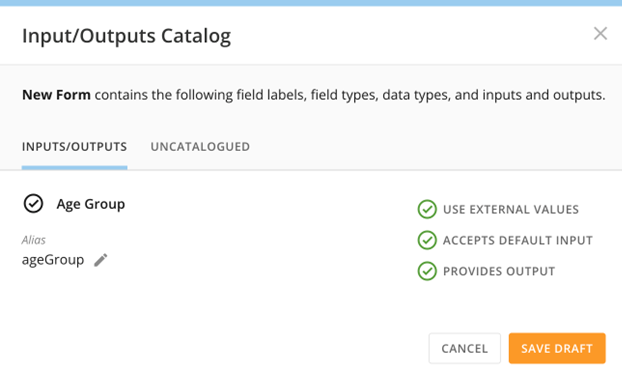 Input/Outputs Catalog
New Form contains the following field labels, field types, data types, and inputs and outputs.
INPUTS/OUTPUTS UNCATALOGUED
Age Group
USE EXTERNAL VALUES
Alias
ACCEPTS DEFAULT INPUT
ageGroup
PROVIDES OUTPUT
CANCEL SAVE DRAFT